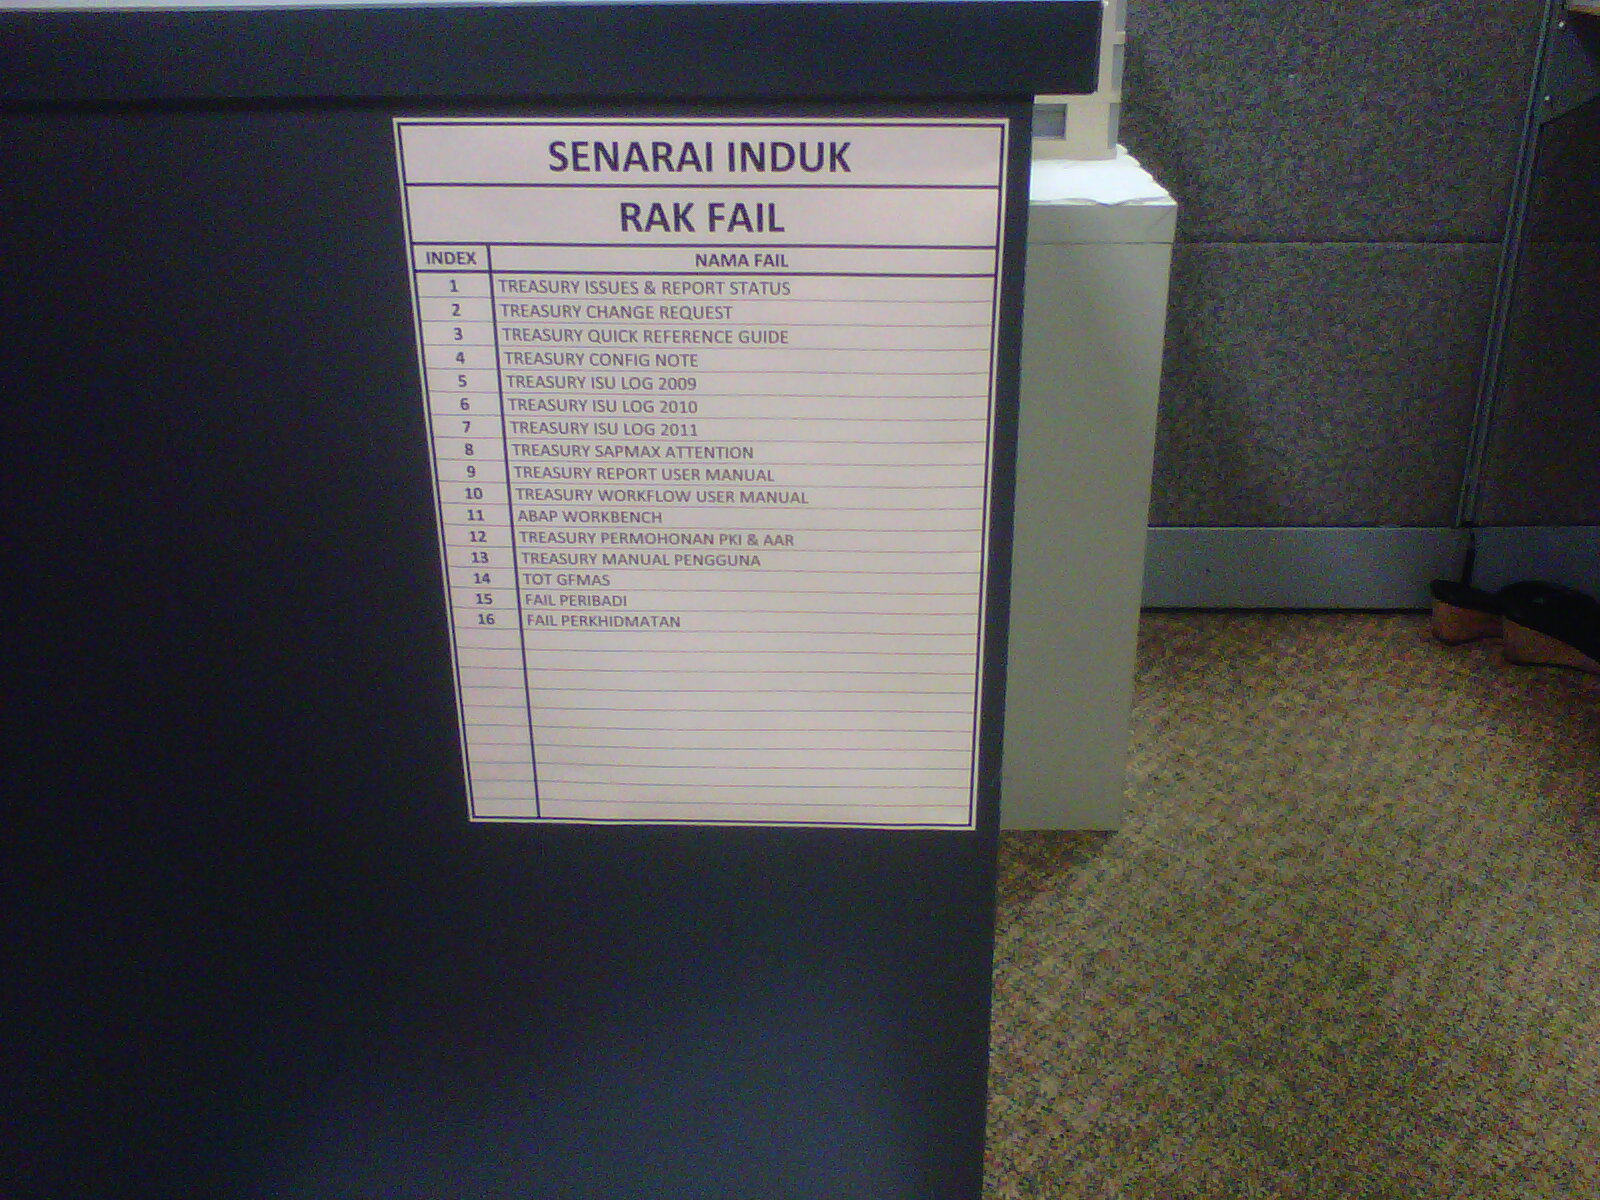 SENARAI INDUK
RAK FAIL
INDEX NAMA FAIL
1 TREASURY ISSUES & REPORT STATUS
2 TREASURY CHANGE REQUEST
3 TREASURY QUICK REFERENCE GUIDE
4 TREASURY CONFIG NOTE
5 TREASURY ISU LOG 2009
6 TREASURY ISU LOG 2010
7 TREASURY ISU LOG 2011
8 TREASURY SAPMAX ATTENTION
9 TREASURY REPORT USER MANUAL
10 TREASURY WORKFLOW USER MANUAL
11 ABAP WORKBENCH
12 TREASURY PERMOHONAN PKI & AAR
13 TREASURY MANUAL PENGGUNA
14 TOT GFMAS
15 FAIL PERIBADI
16 FAIL PERKHIDMATAN